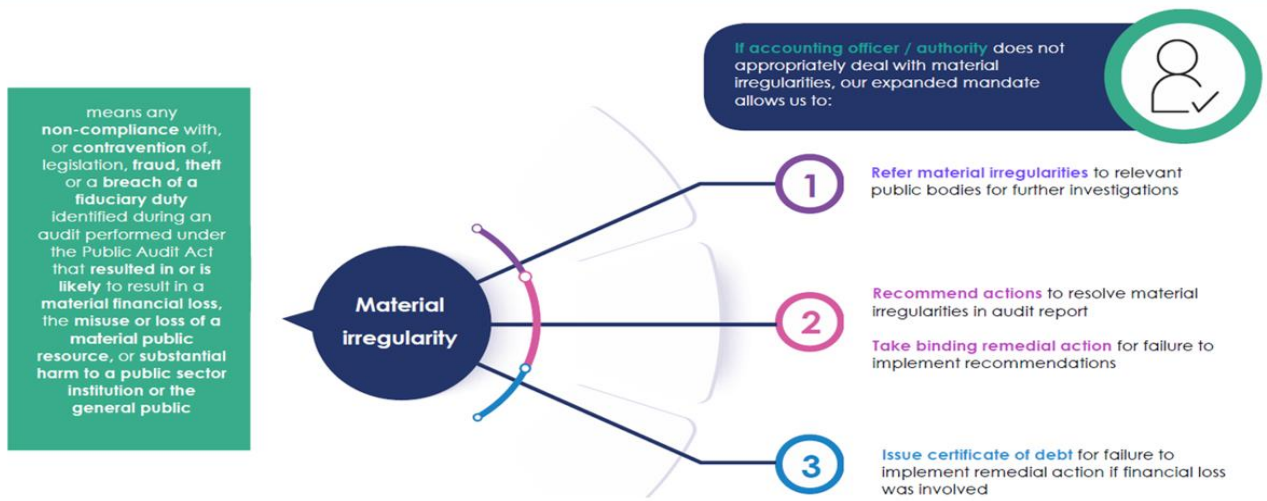 If accounting officer / authority does not
appropriately deal with material
irregularities, our expanded mandate
allows us to:
means any
non-compliance with,
or contravention of,
legislation, fraud, theft
or a breach of a
fiduciary duty
identified during an
audit performed under
the Public Audit Act
that resulted in or is
likely to result in a
material financial loss,
the misuse or loss of a
material public
resource, or substantial
harm to a public sector
institution or the
general public
Material
irregularity
1
Refer material irregularities to relevant
public bodies for further investigations
2
Recommend actions to resolve material
irregularities in audit report
Take binding remedial action for failure to
implement recommendations
3
Issue certificate of debt for failure to
implement remedial action if financial loss
was involved